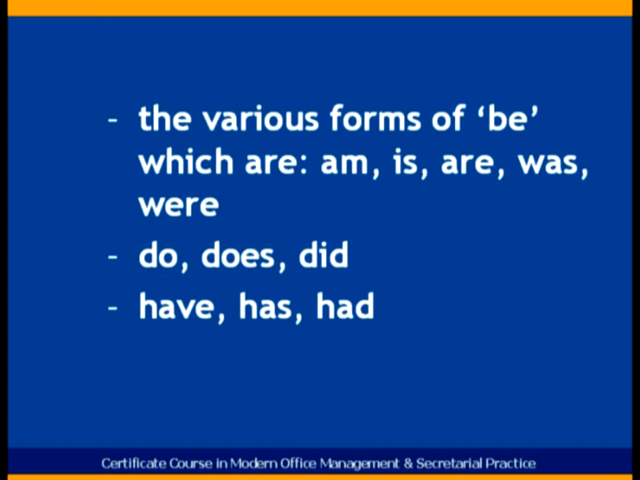 - the various forms of ‘be’
which are: am, is, are, was,
were
- do, does, did
- have, has, had
Certificate Course in Modern Office Management & Secretarial Practice